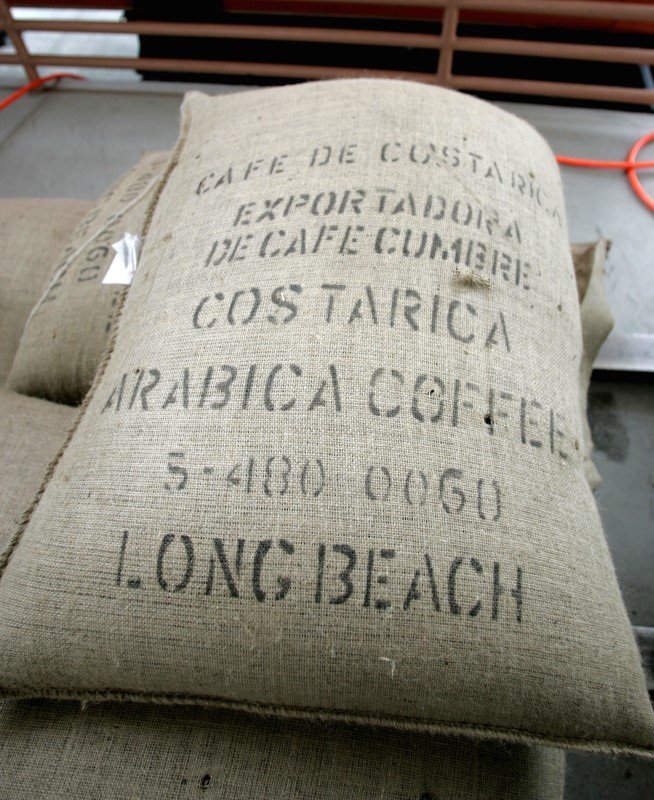 CAFE DE COSTARICA
EXPORTADORA
DE CAFE CUMBRE
COSTARICA
ARABICA COFFEE
5-480 0060
LONG BEACH